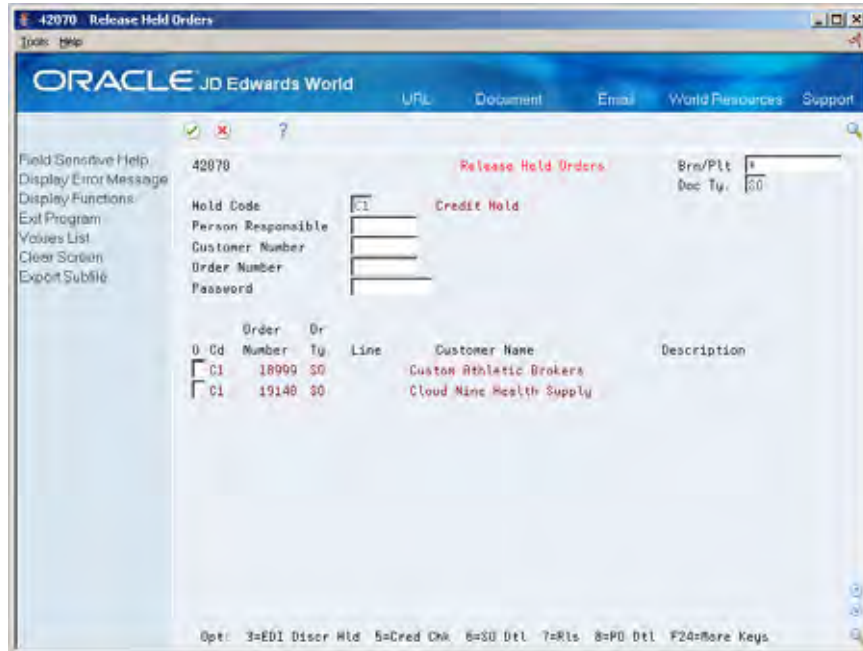 42070 Release Held Orders
Tools Help
ORACLE JD Edwards World
URL Document Email World Resources Support
?
Field Sensitive Help
Display Error Message
Display Functions
Exit Program
Values List
Clear Screen
Export Subfile
42070 Release Held Orders Brn/Plt *
Doc Ty. SO
Hold Code C1 Credit Hold
Person Responsible
Customer Number
Order Number
Password
Order Or
O Cd Number Ty Line Customer Name Description
C1 18999 SO Custom Athletic Brokers
C1 19140 SO Cloud Nine Health Supply
Opt: 3=EDI Discr Hld 5=Cred Chk 6=SO Dtl 7=Rls 8=PO Dtl F24=More Keys